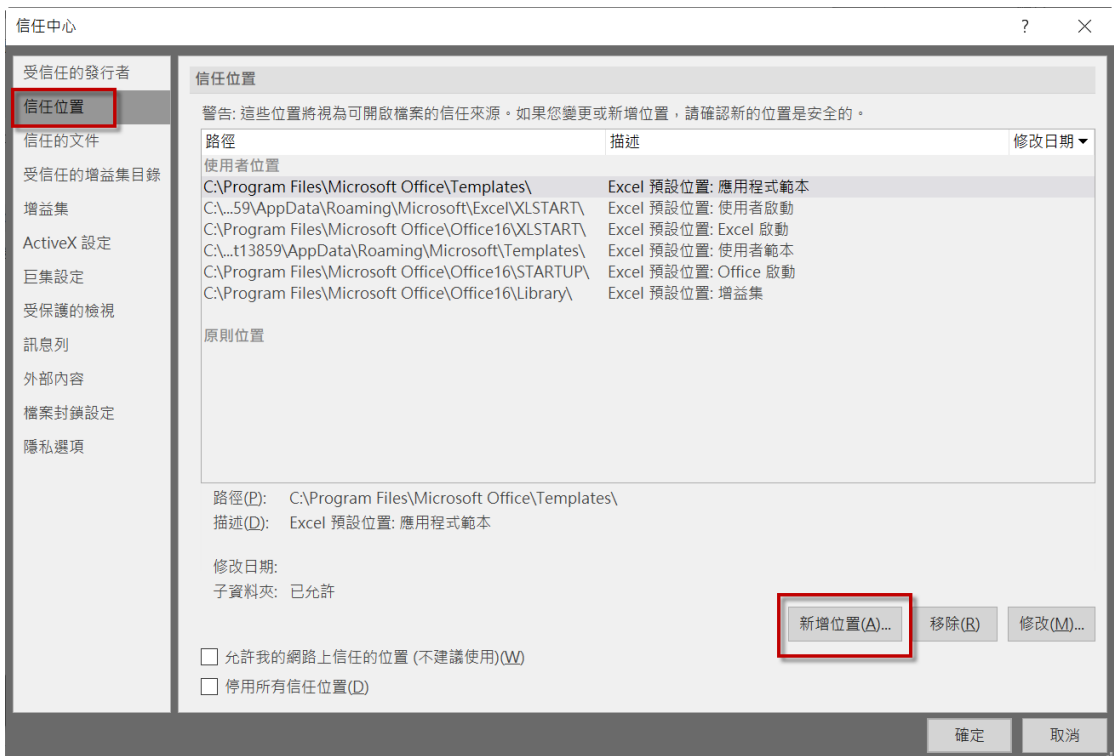 信任中心
?
受信任的發行者
信任位置
信任的文件
受信任的增益集目錄
增益集
ActiveX 設定
巨集設定
受保護的檢視
訊息列
外部內容
檔案封鎖設定
隱私選項
信任位置
警告: 這些位置將視為可開啟檔案的信任來源。如果您變更或新增位置，請確認新的位置是安全的。
路徑 描述 修改日期
使用者位置
C:\Program Files\Microsoft Office\Templates\ Excel 預設位置: 應用程式範本
C:\...59\AppData\Roaming\Microsoft\Excel\XLSTART\ Excel 預設位置: 使用者啟動
C:\Program Files\Microsoft Office\Office16\XLSTART\ Excel 預設位置: Excel 啟動
C:\...t13859\AppData\Roaming\Microsoft\Templates\ Excel 預設位置: 使用者範本
C:\Program Files\Microsoft Office\Office16\STARTUP\ Excel 預設位置: Office 啟動
C:\Program Files\Microsoft Office\Office16\Library\ Excel 預設位置: 增益集
原則位置
路徑(P): C:\Program Files\Microsoft Office\Templates\
描述(D): Excel 預設位置: 應用程式範本
修改日期:
子資料夾: 已允許
新增位置(A)... 移除(R) 修改(M)...
允許我的網路上信任的位置 (不建議使用)(W)
停用所有信任位置(D)
確定 取消